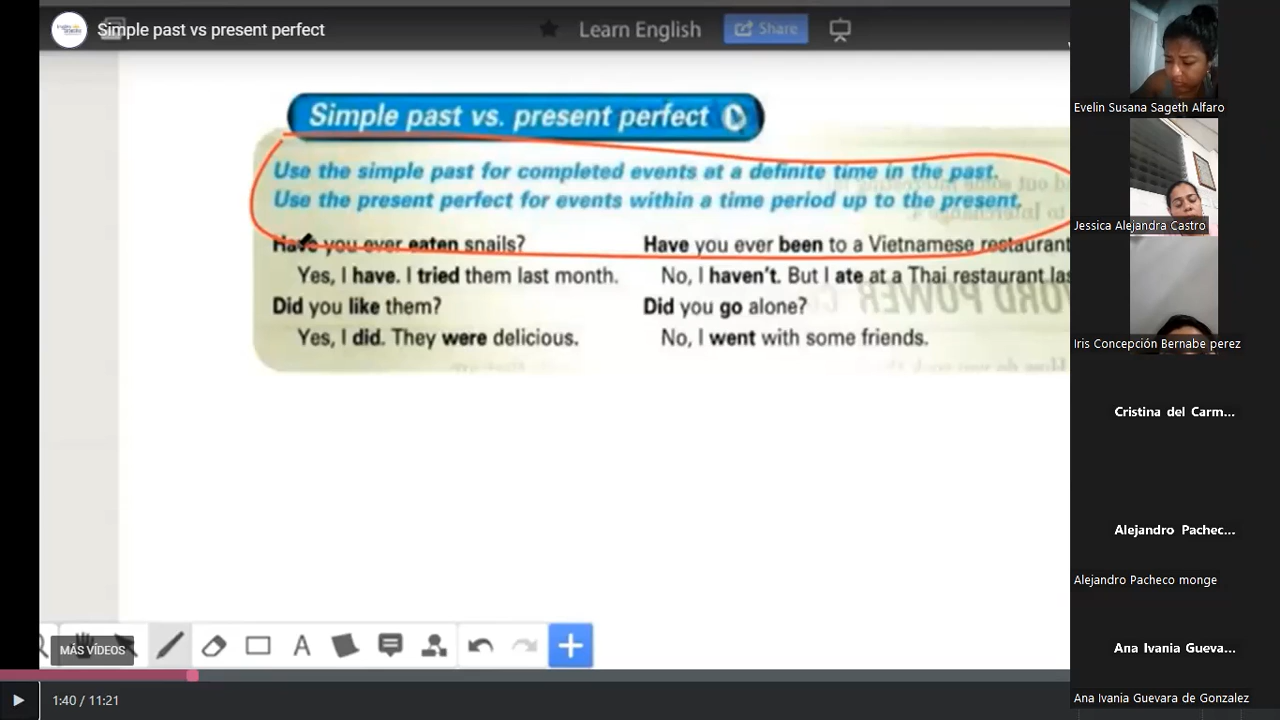 Simple past vs present perfect
Learn English
Share
Simple past vs. present perfect
Use the simple past for completed events at a definite time in the past.
Use the present perfect for events within a time period up to the present.
Have you ever eaten snails?
Yes, I have. I tried them last month.
Did you like them?
Yes, I did. They were delicious.
Have you ever been to a Vietnamese restaurant
No, I haven't. But I ate at a Thai restaurant las
Did you go alone?
No, I went with some friends.
MÁS VÍDEOS
1:40 / 11:21
Evelin Susana Sageth Alfaro
Jessica Alejandra Castro
Iris Concepción Bernabe perez
Cristina del Carm...
Alejandro Pachec...
Alejandro Pacheco monge
Ana Ivania Gueva...
Ana Ivania Guevara de Gonzalez